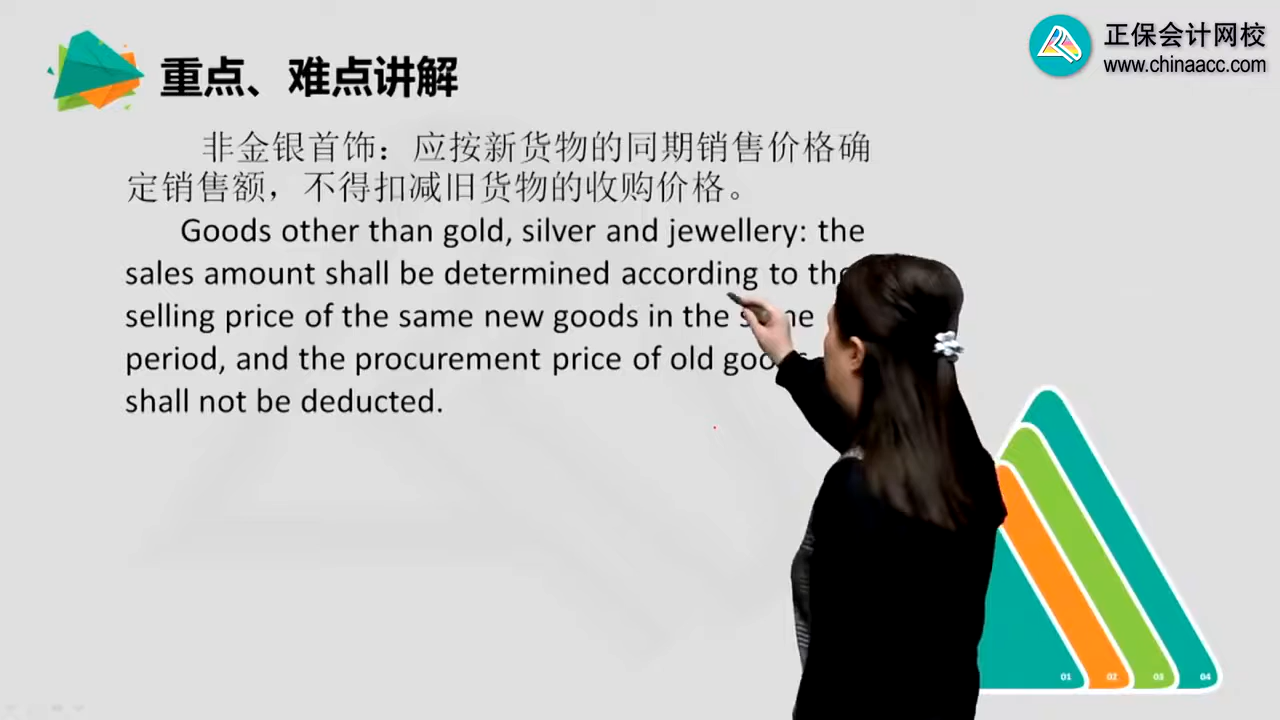 正保会计网校
www.chinaacc.com
重点、难点讲解
非金银首饰：应按新货物的同期销售价格确
定销售额，不得扣减旧货物的收购价格。
Goods other than gold, silver and jewellery: the
sales amount shall be determined according to the
selling price of the same new goods in the same
period, and the procurement price of old goods
shall not be deducted.
01 02 03 04